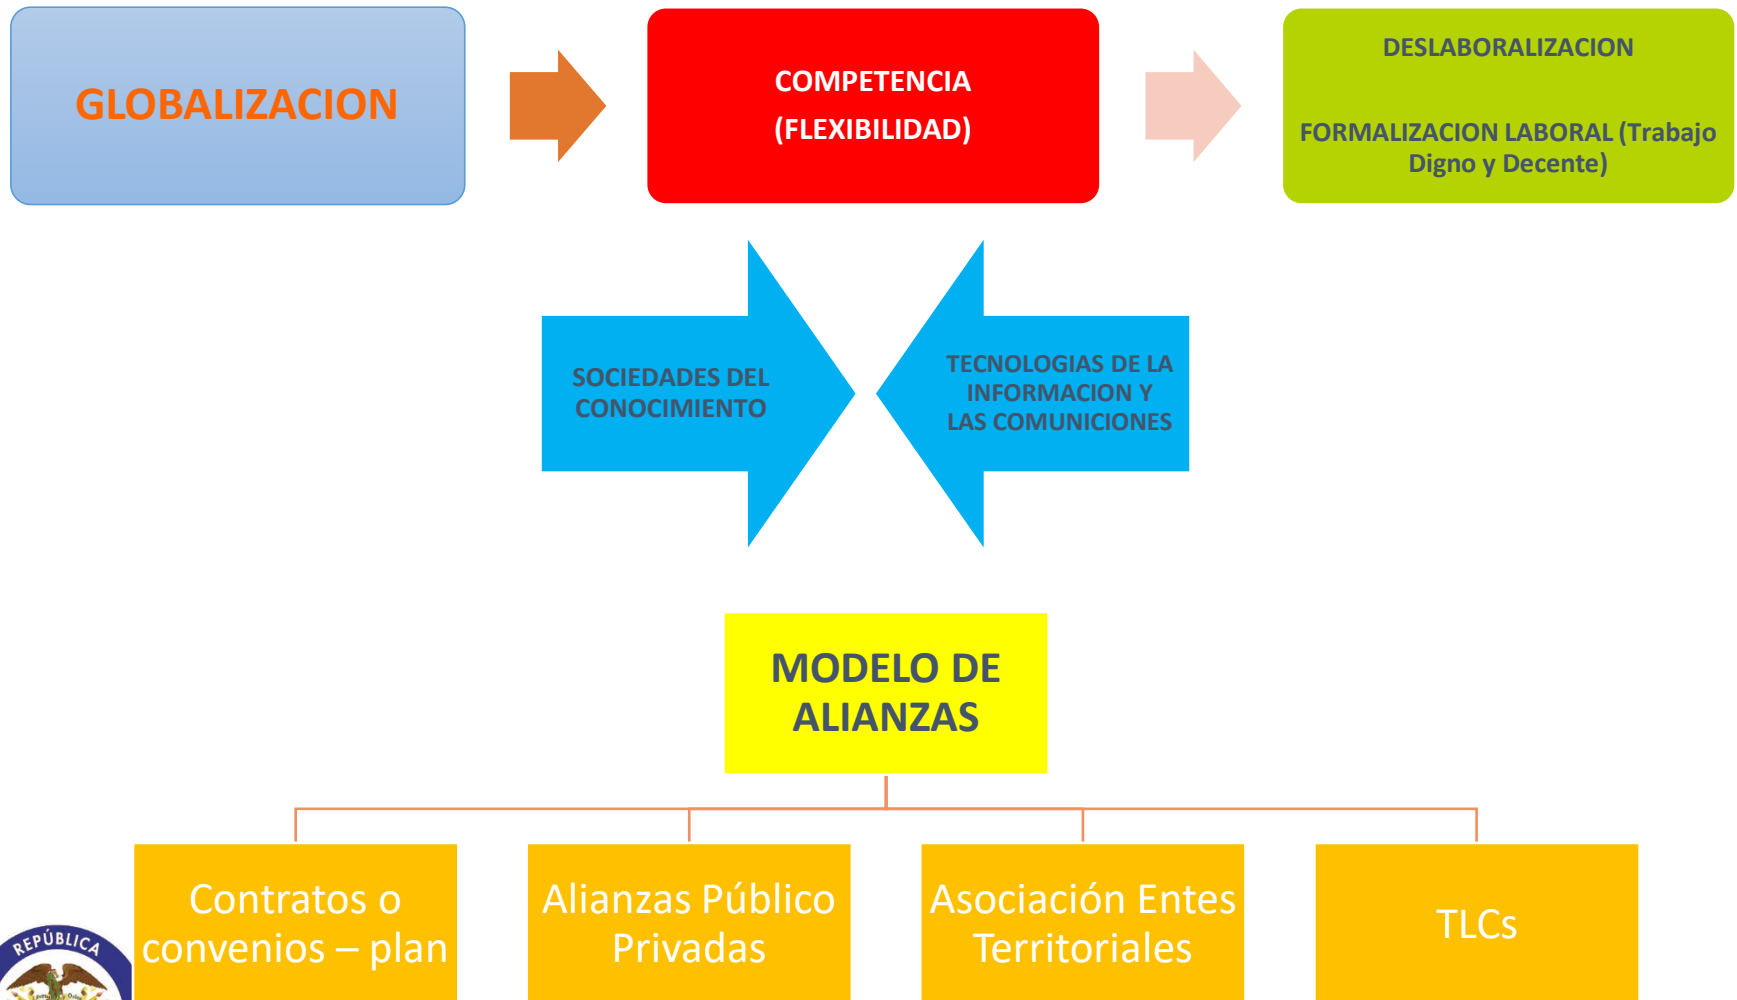 GLOBALIZACION
COMPETENCIA
(FLEXIBILIDAD)
DESLABORALIZACION
FORMALIZACION LABORAL (Trabajo
Digno y Decente)
SOCIEDADES DEL
CONOCIMIENTO
TECNOLOGIAS DE LA
INFORMACION Y
LAS COMUNICIONES
MODELO DE
ALIANZAS
Contratos o
convenios – plan
Alianzas Público
Privadas
Asociación Entes
Territoriales
TLCs
REPÚBLICA